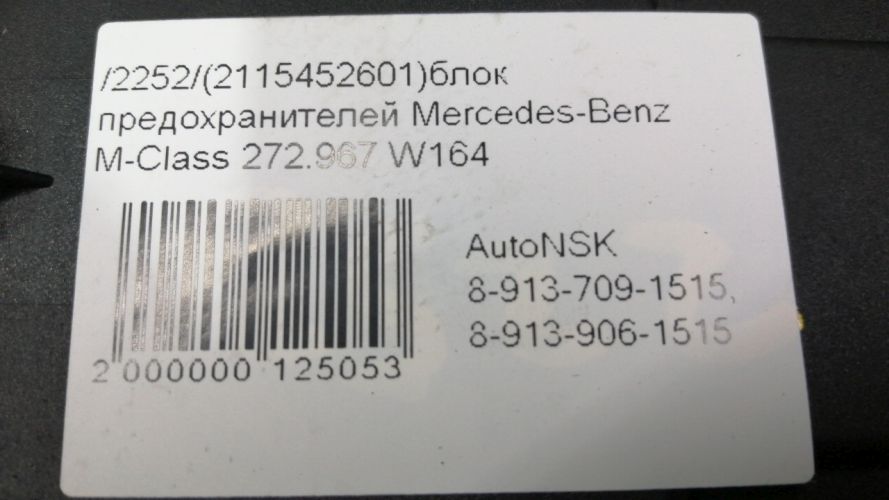 /2252/(2115452601)блок
предохранителей Mercedes-Benz
M-Class 272.967 W164
AutoNSK
8-913-709-1515,
8-913-906-1515
2 000000 125053